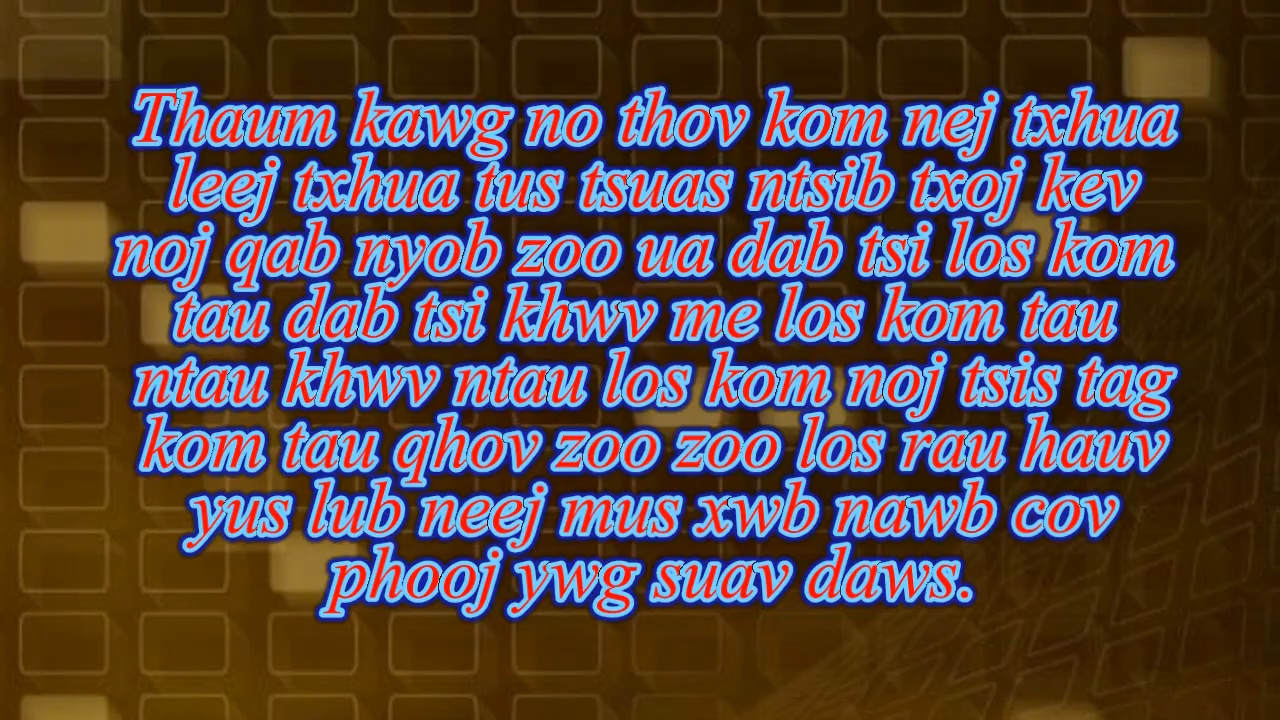 Thaum kawg no thov kom nej txhua
leej txhua tus tsuas ntsib txoj kev
noj qab nyob zoo ua dab tsi los kom
tau dab tsi khwv me los kom tau
ntau khwv ntau los kom noj tsis tag
kom tau qhov zoo zoo los rau hauv
yus lub neej mus xwb nawb cov
phooj ywg suav daws.